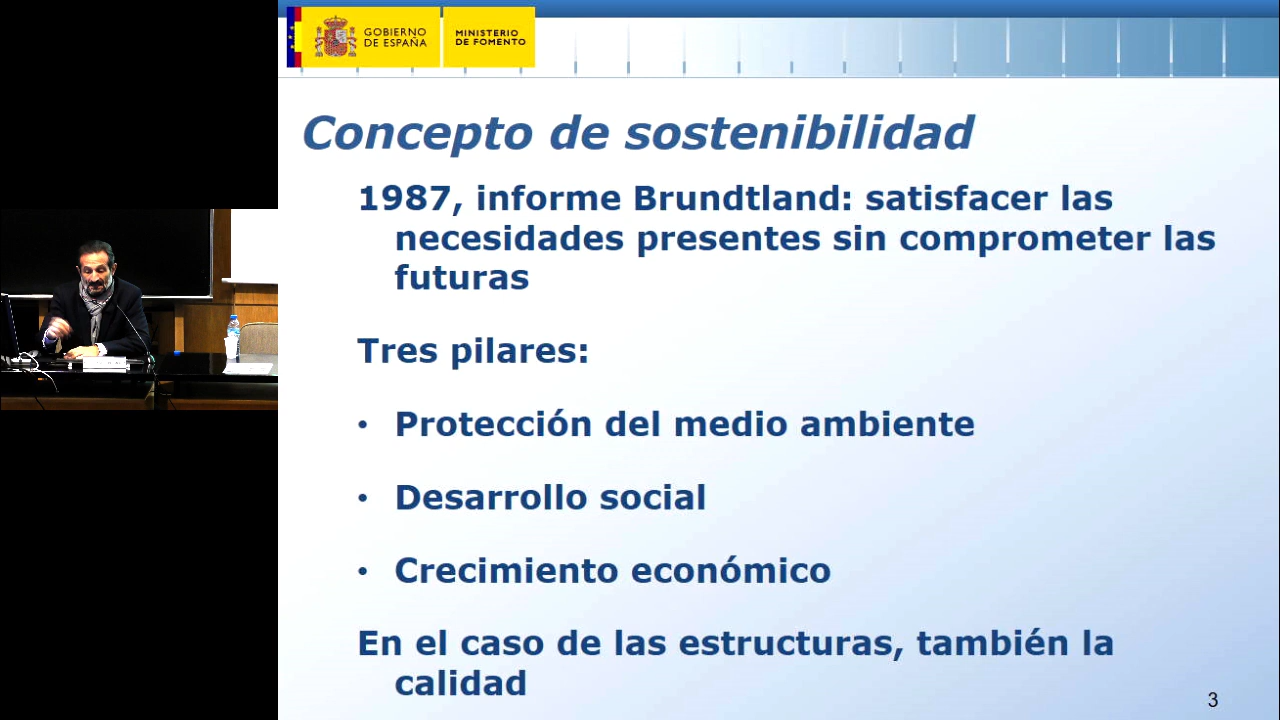 GOBIERNO
DE ESPAÑA
MINISTERIO
DE FOMENTO
Concepto de sostenibilidad
1987, informe Brundtland: satisfacer las
necesidades presentes sin comprometer las
futuras
Tres pilares:
• Protección del medio ambiente
• Desarrollo social
• Crecimiento económico
En el caso de las estructuras, también la
calidad
3